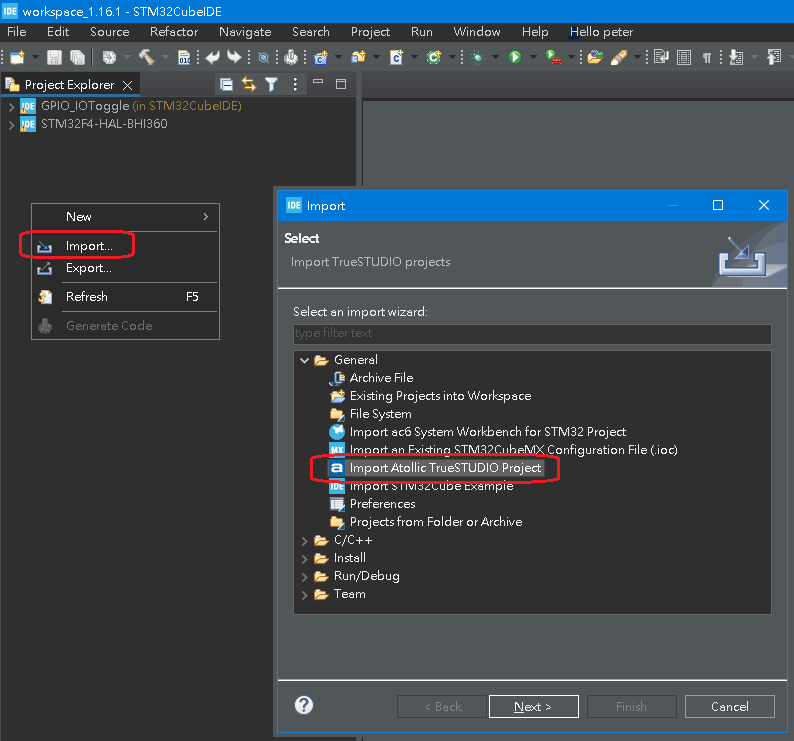 IDE workspace_1.16.1 - STM32CubeIDE
File Edit Source Refactor Navigate Search Project Run Window Help Hello peter
Project Explorer
GPIO_IOToggle (in STM32CubeIDE)
STM32F4-HAL-BHI360
New
Import...
Export...
Refresh F5
Generate Code
IDE Import
Select
Import TrueSTUDIO projects
Select an import wizard:
type filter text
General
Archive File
Existing Projects into Workspace
File System
Import ac6 System Workbench for STM32 Project
MX Import an Existing STM32CubeMX Configuration File (.ioc)
a Import Atollic TrueSTUDIO Project
IDE Import STM32Cube Example
Preferences
Projects from Folder or Archive
C/C++
Install
Run/Debug
Team
? < Back Next > Finish Cancel